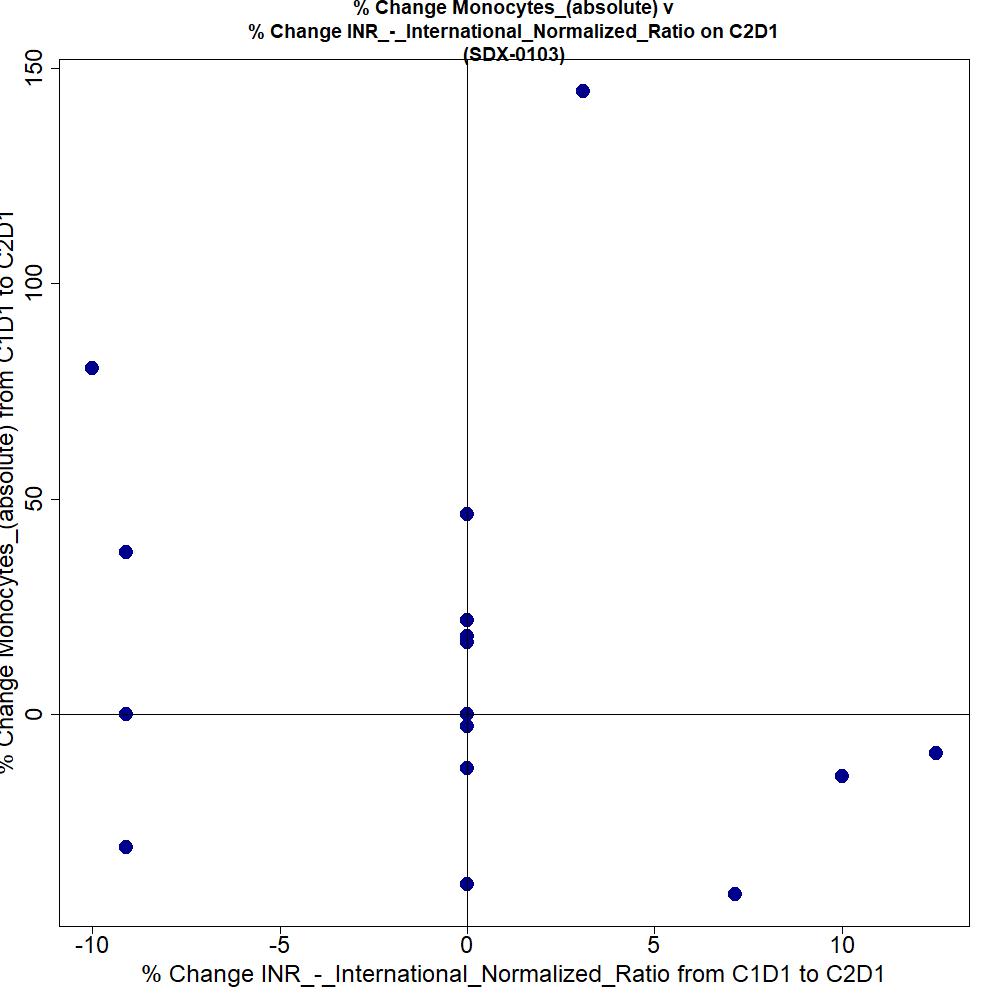 % Change Monocytes_(absolute) v
% Change INR_-_International_Normalized_Ratio on C2D1
(SDX-0103)
% Change Monocytes_(absolute) from C1D1 to C2D1
150
100
50
0
-10
-5
0
5
10
% Change INR_-_International_Normalized_Ratio from C1D1 to C2D1